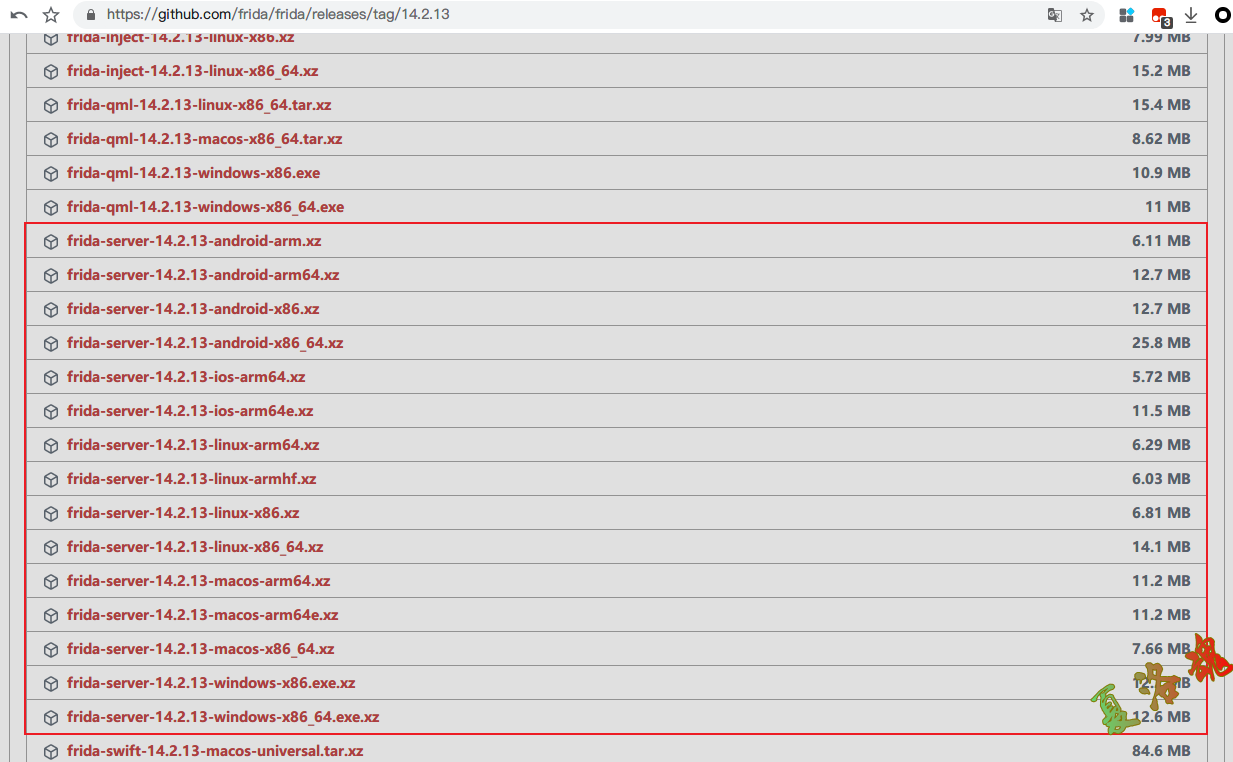 https://github.com/frida/frida/releases/tag/14.2.13
3
frida-inject-14.2.13-linux-x86.xz 7.99 MB
frida-inject-14.2.13-linux-x86_64.xz 15.2 MB
frida-qml-14.2.13-linux-x86_64.tar.xz 15.4 MB
frida-qml-14.2.13-macos-x86_64.tar.xz 8.62 MB
frida-qml-14.2.13-windows-x86.exe 10.9 MB
frida-qml-14.2.13-windows-x86_64.exe 11 MB
frida-server-14.2.13-android-arm.xz 6.11 MB
frida-server-14.2.13-android-arm64.xz 12.7 MB
frida-server-14.2.13-android-x86.xz 12.7 MB
frida-server-14.2.13-android-x86_64.xz 25.8 MB
frida-server-14.2.13-ios-arm64.xz 5.72 MB
frida-server-14.2.13-ios-arm64e.xz 11.5 MB
frida-server-14.2.13-linux-arm64.xz 6.29 MB
frida-server-14.2.13-linux-armhf.xz 6.03 MB
frida-server-14.2.13-linux-x86.xz 6.81 MB
frida-server-14.2.13-linux-x86_64.xz 14.1 MB
frida-server-14.2.13-macos-arm64.xz 11.2 MB
frida-server-14.2.13-macos-arm64e.xz 11.2 MB
frida-server-14.2.13-macos-x86_64.xz 7.66 MB
frida-server-14.2.13-windows-x86.exe.xz MB
frida-server-14.2.13-windows-x86_64.exe.xz 12.6 MB
frida-swift-14.2.13-macos-universal.tar.xz 84.6 MB